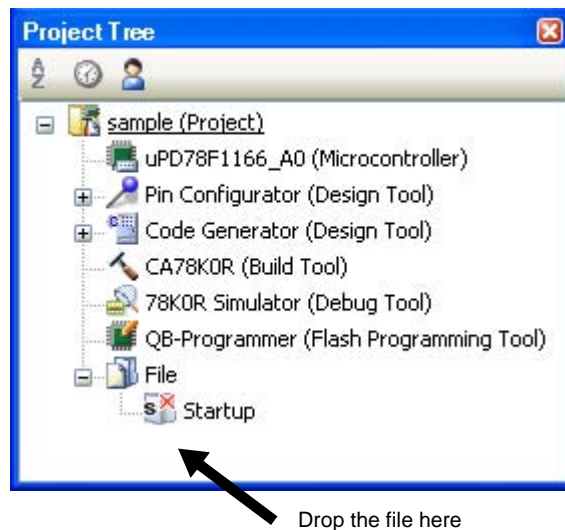 Project Tree
sample (Project)
uPD78F1166_A0 (Microcontroller)
Pin Configurator (Design Tool)
Code Generator (Design Tool)
CA78K0R (Build Tool)
78K0R Simulator (Debug Tool)
QB-Programmer (Flash Programming Tool)
File
Startup
Drop the file here